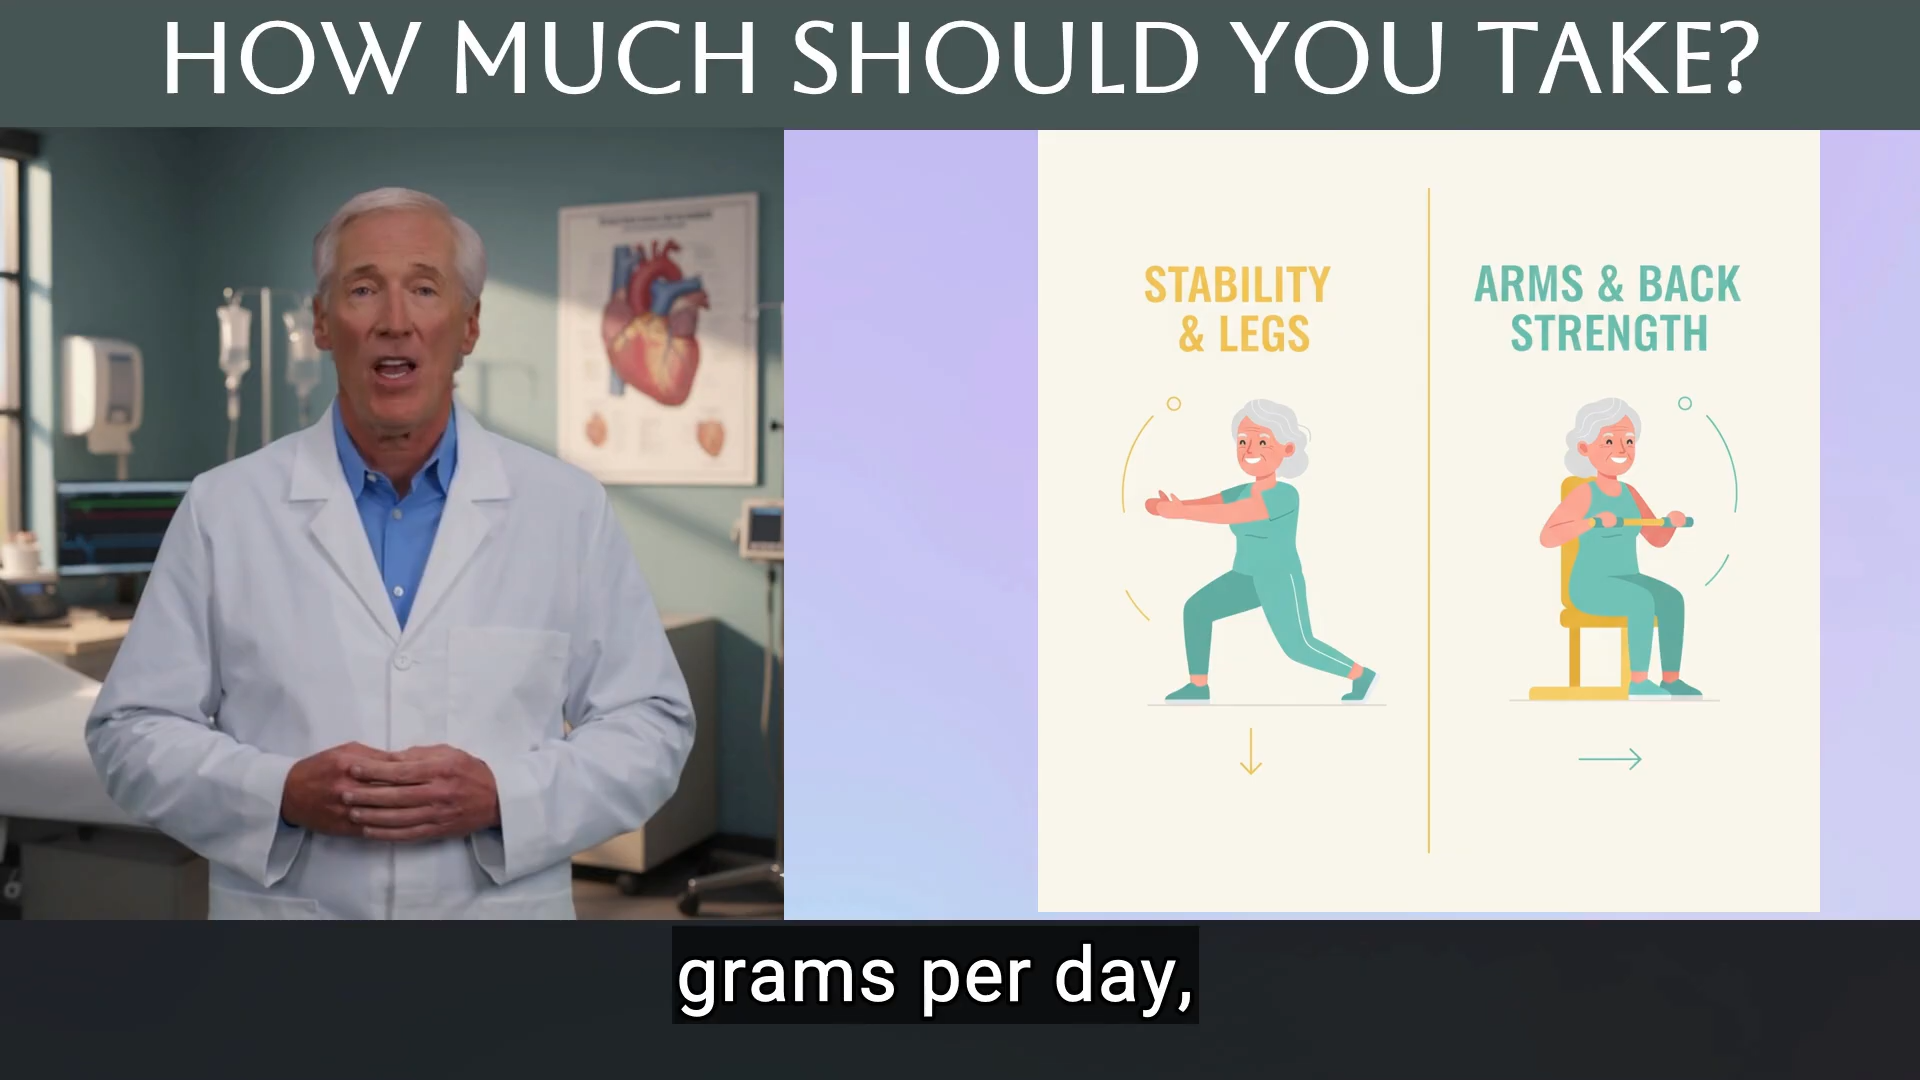 HOW MUCH SHOULD YOU TAKE?
STABILITY
& LEGS
ARMS & BACK
STRENGTH
grams per day,